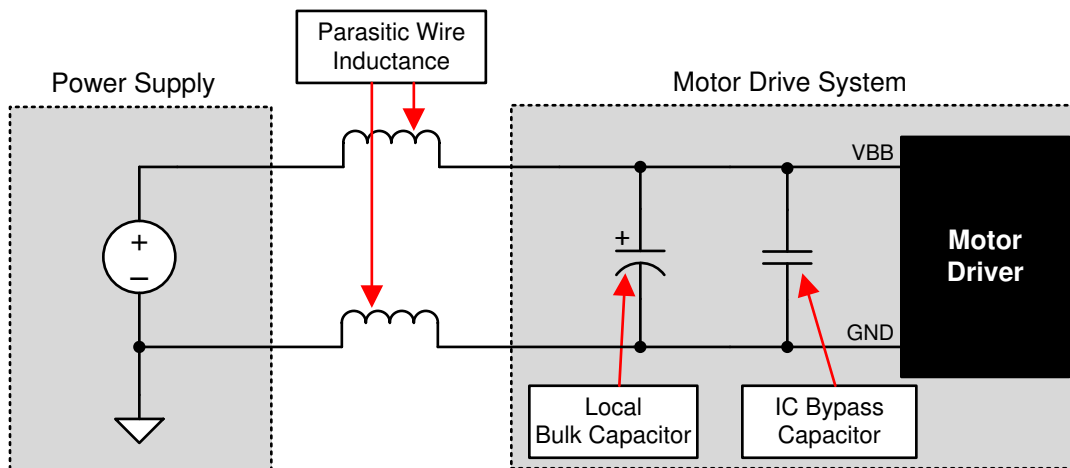 Parasitic Wire
Inductance
Power Supply
Motor Drive System
VBB
+
–
+
Motor
Driver
GND
Local
Bulk Capacitor
IC Bypass
Capacitor